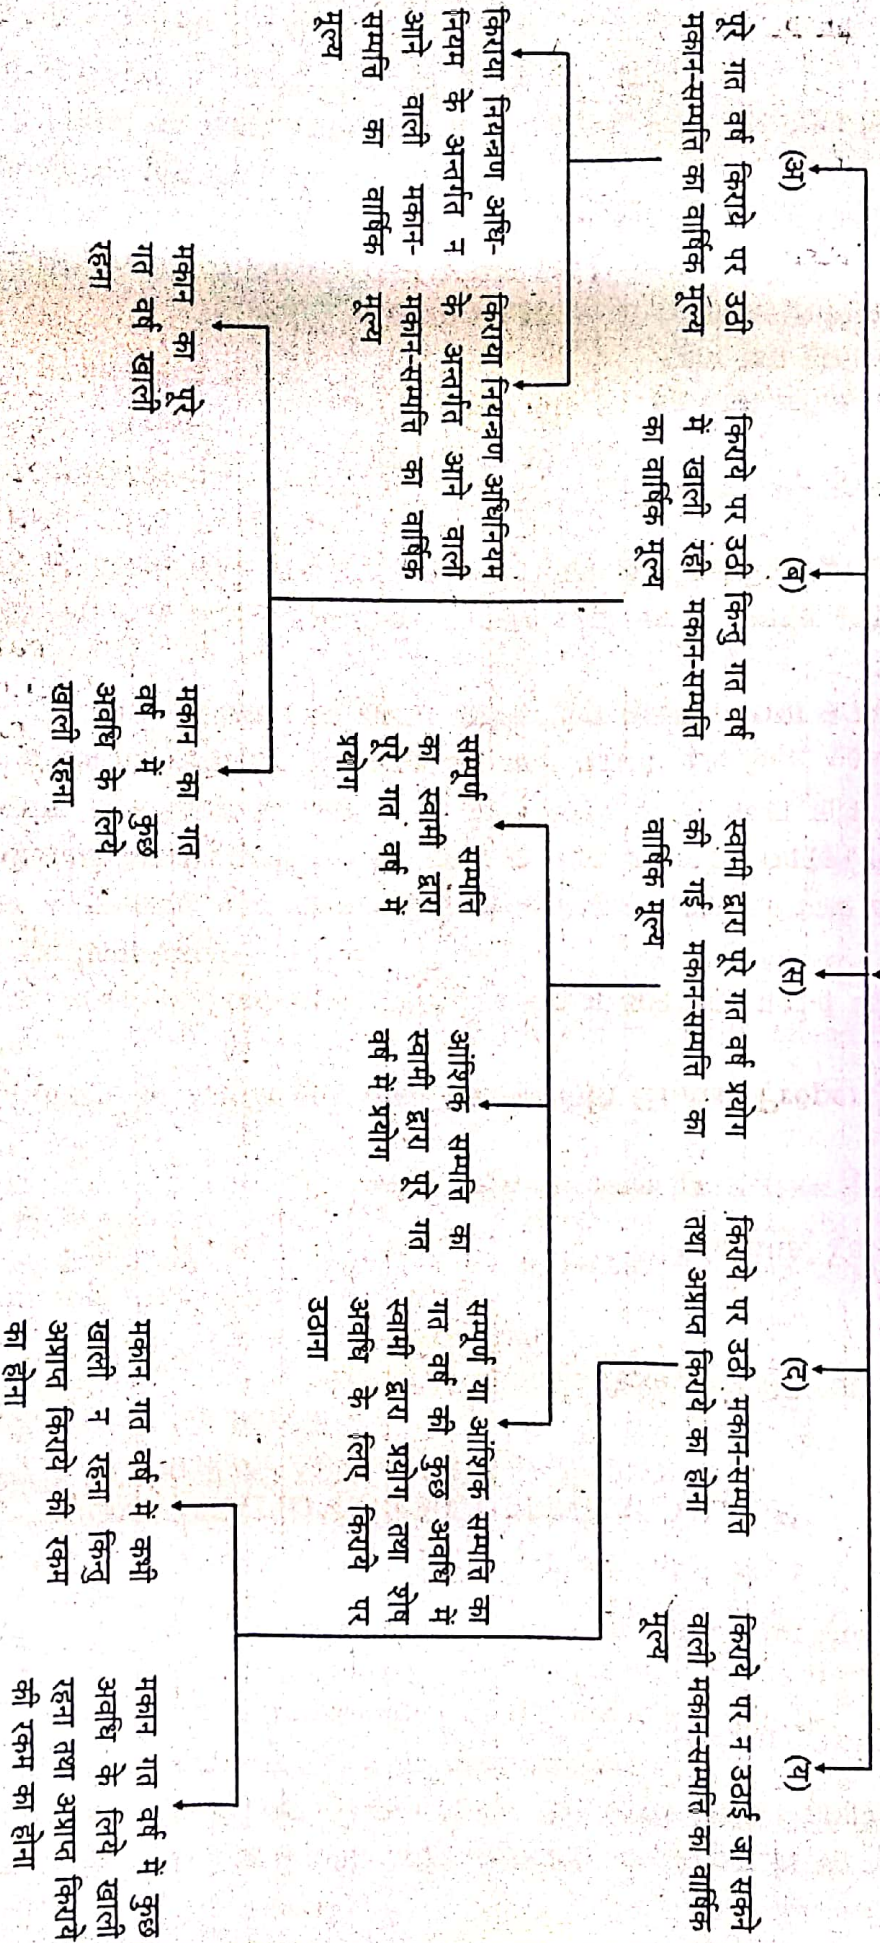 (अ)
पूरे गत वर्ष किराये पर उठी
मकान-सम्पत्ति का वार्षिक मूल्य
(ब)
किराये पर उठी किन्तु गत वर्ष
में खाली रही मकान-सम्पत्ति
का वार्षिक मूल्य
(स)
स्वामी द्वारा पूरे गत वर्ष प्रयोग
की गई मकान-सम्पत्ति का
वार्षिक मूल्य
(द)
किराये पर उठी मकान-सम्पत्ति
तथा अप्राप्त किराये का होना
(य)
किराये पर न उठाई जा सकने
वाली मकान-सम्पत्ति का वार्षिक
मूल्य
किराया नियन्त्रण अधि-
नियम के अन्तर्गत न
आने वाली मकान-
सम्पत्ति का वार्षिक
मूल्य
किराया नियन्त्रण अधिनियम
के अन्तर्गत आने वाली
मकान-सम्पत्ति का वार्षिक
मूल्य
सम्पूर्ण सम्पत्ति
का स्वामी द्वारा
पूरे गत वर्ष में
प्रयोग
आंशिक सम्पत्ति का
स्वामी द्वारा पूरे गत
वर्ष में प्रयोग
सम्पूर्ण या आंशिक सम्पत्ति का
गत वर्ष की कुछ अवधि में
स्वामी द्वारा प्रयोग तथा शेष
अवधि के लिए किराये पर
उठाना
मकान का पूरे
गत वर्ष खाली
रहना
मकान का गत
वर्ष में कुछ
अवधि के लिये
खाली रहना
मकान गत वर्ष में कभी
खाली न रहना किन्तु
अप्राप्त किराये की रकम
का होना
मकान गत वर्ष में कुछ
अवधि के लिये खाली
रहना तथा अप्राप्त किराये
की रकम का होना